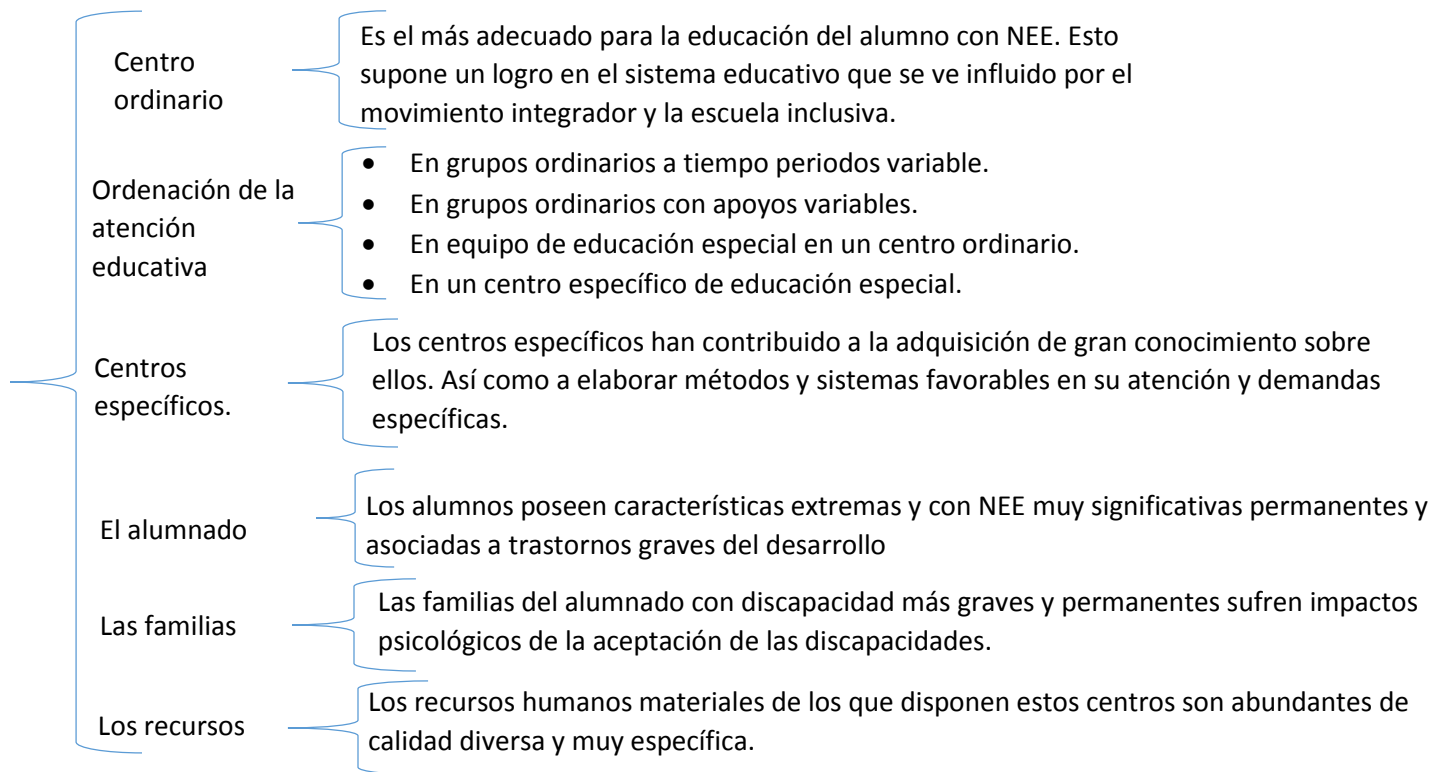 Centro
ordinario
Es el más adecuado para la educación del alumno con NEE. Esto
supone un logro en el sistema educativo que se ve influido por el
movimiento integrador y la escuela inclusiva.
Ordenación de la
atención
educativa
• En grupos ordinarios a tiempo periodos variable.
• En grupos ordinarios con apoyos variables.
• En equipo de educación especial en un centro ordinario.
• En un centro específico de educación especial.
Centros
específicos.
Los centros específicos han contribuido a la adquisición de gran conocimiento sobre
ellos. Así como a elaborar métodos y sistemas favorables en su atención y demandas
específicas.
El alumnado
Los alumnos poseen características extremas y con NEE muy significativas permanentes y
asociadas a trastornos graves del desarrollo
Las familias
Las familias del alumnado con discapacidad más graves y permanentes sufren impactos
psicológicos de la aceptación de las discapacidades.
Los recursos
Los recursos humanos materiales de los que disponen estos centros son abundantes de
calidad diversa y muy específica.